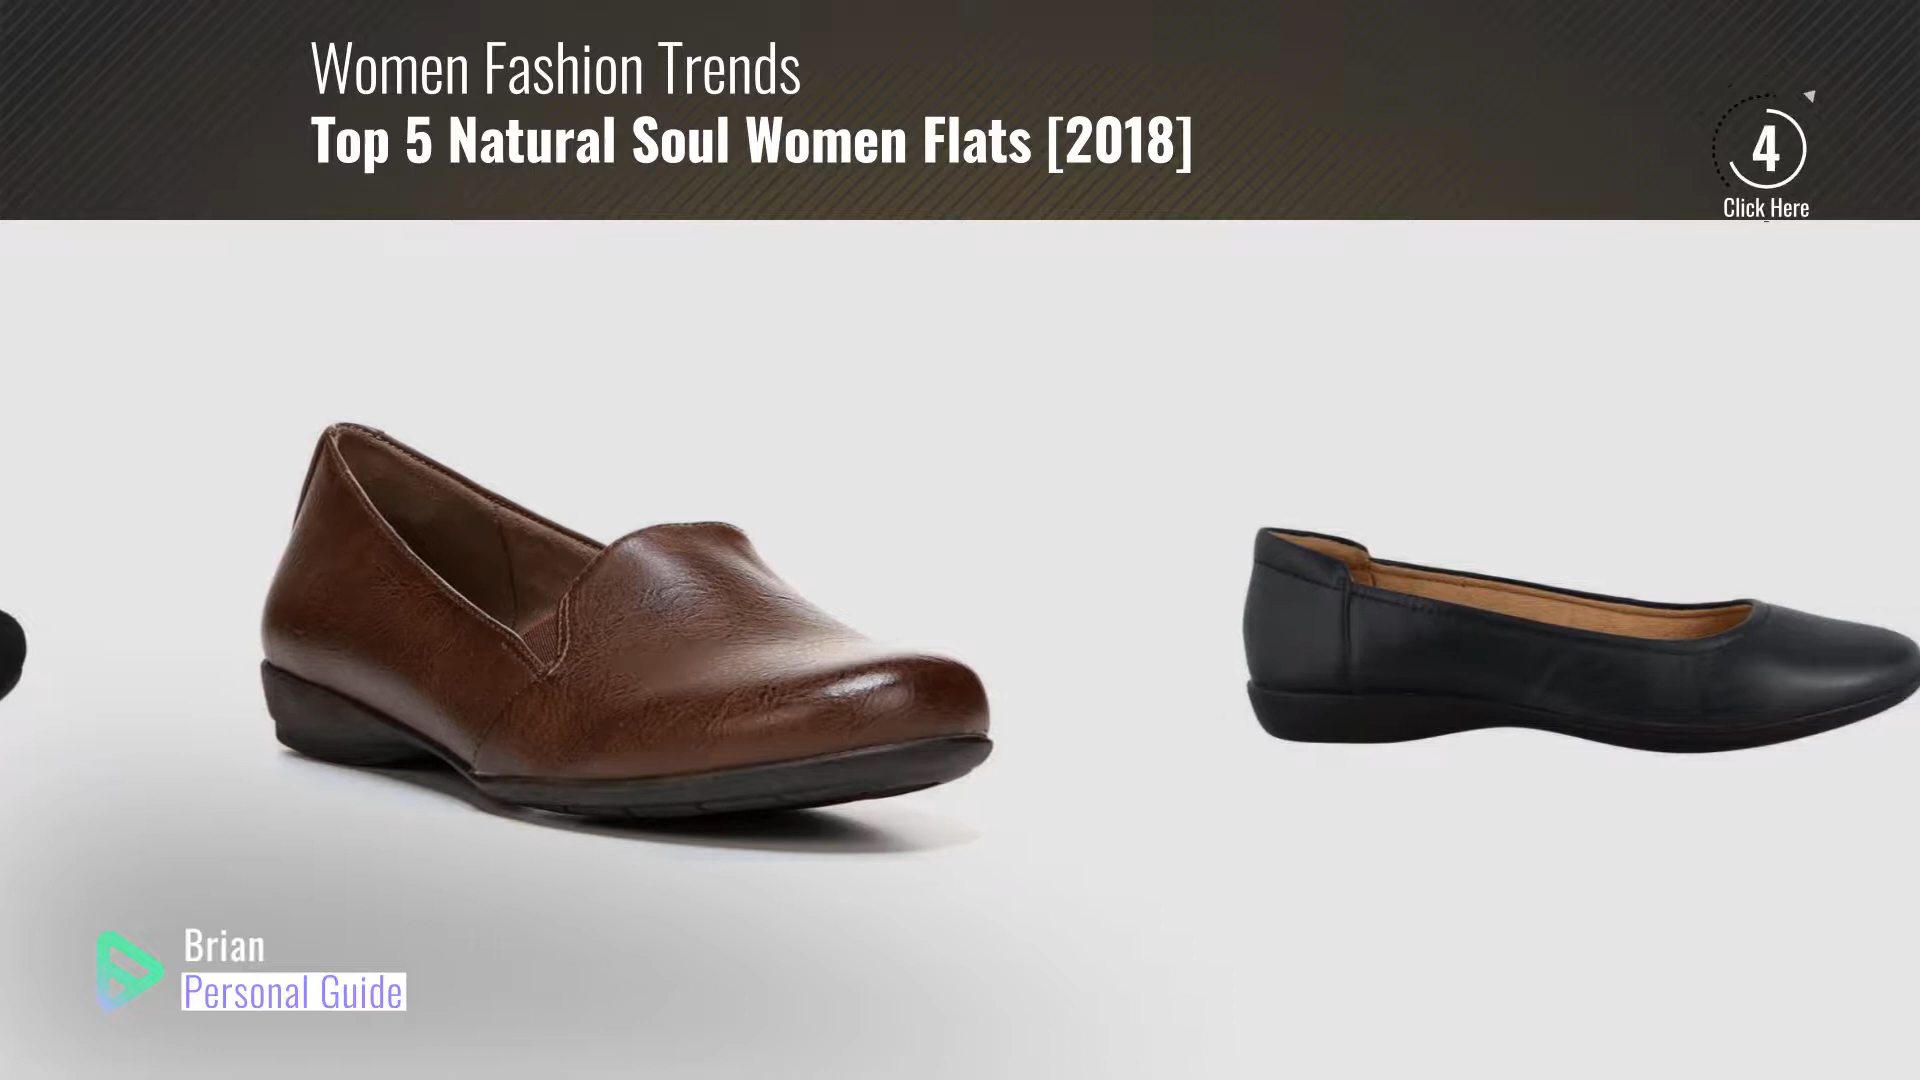 Women Fashion Trends
Top 5 Natural Soul Women Flats [2018]
4
Click Here
Brian
Personal Guide